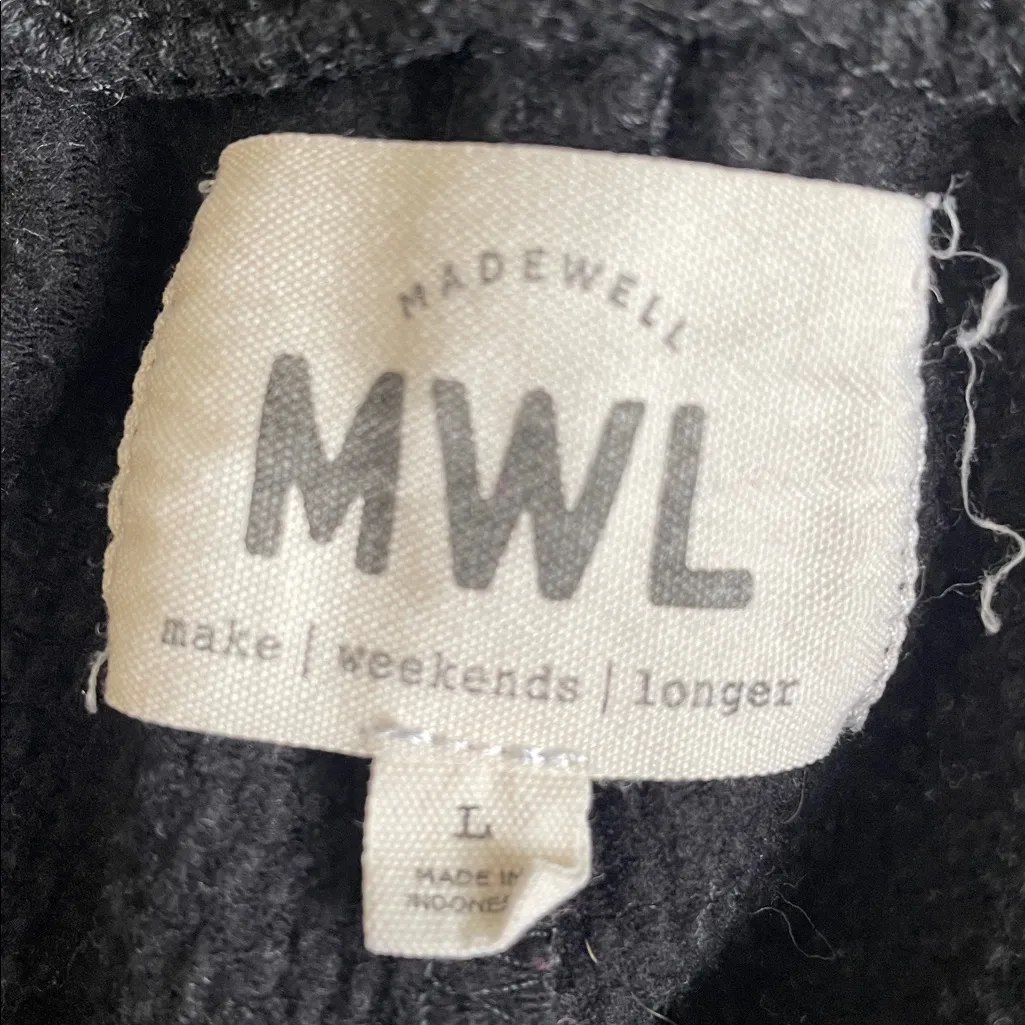 MADEWELL
MWL
make | weekends | longer
L
MADE IN